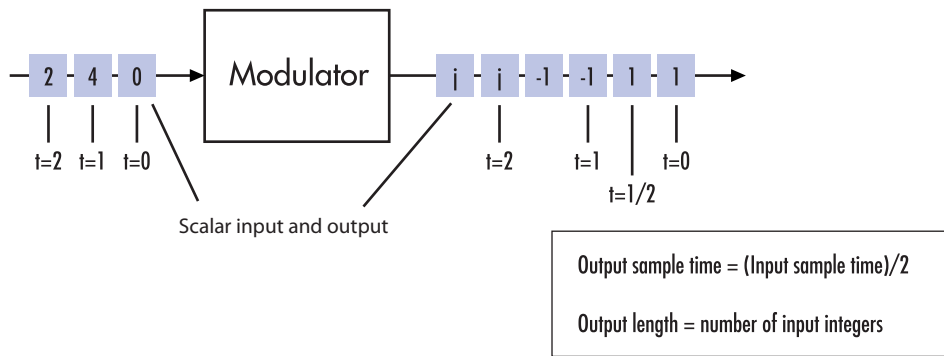 2 4 0
Modulator
j j -1 -1 1 1
t=2 t=1 t=0
t=2 t=1 t=0
t=1/2
Scalar input and output
Output sample time = (Input sample time)/2
Output length = number of input integers